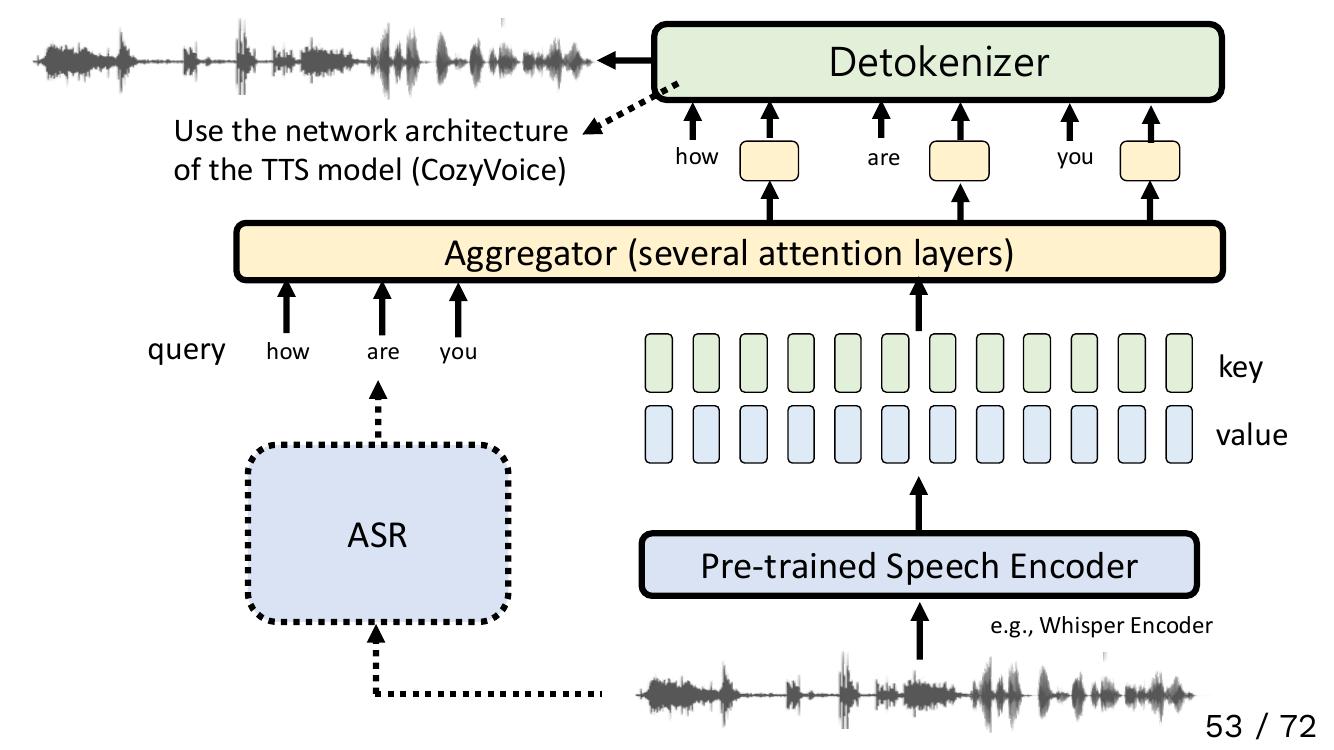 Detokenizer
Use the network architecture
of the TTS model (CozyVoice)
how are you
Aggregator (several attention layers)
query how are you
key
value
ASR
Pre-trained Speech Encoder
e.g., Whisper Encoder
53 / 72